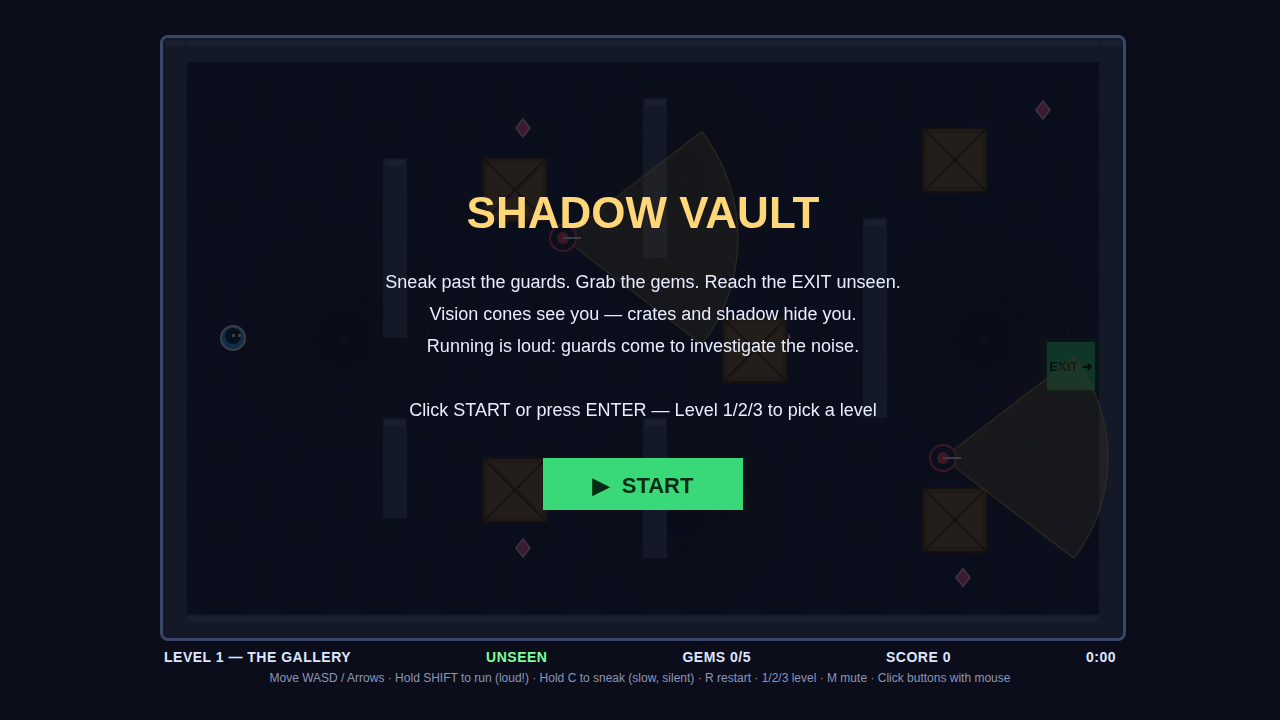 SHADOW VAULT
Sneak past the guards. Grab the gems. Reach the EXIT unseen.
Vision cones see you — crates and shadow hide you.
Running is loud: guards come to investigate the noise.
EXIT ➜
Click START or press ENTER — Level 1/2/3 to pick a level
▶ START
LEVEL 1 — THE GALLERY UNSEEN GEMS 0/5 SCORE 0 0:00
Move WASD / Arrows · Hold SHIFT to run (loud!) · Hold C to sneak (slow, silent) · R restart · 1/2/3 level · M mute · Click buttons with mouse